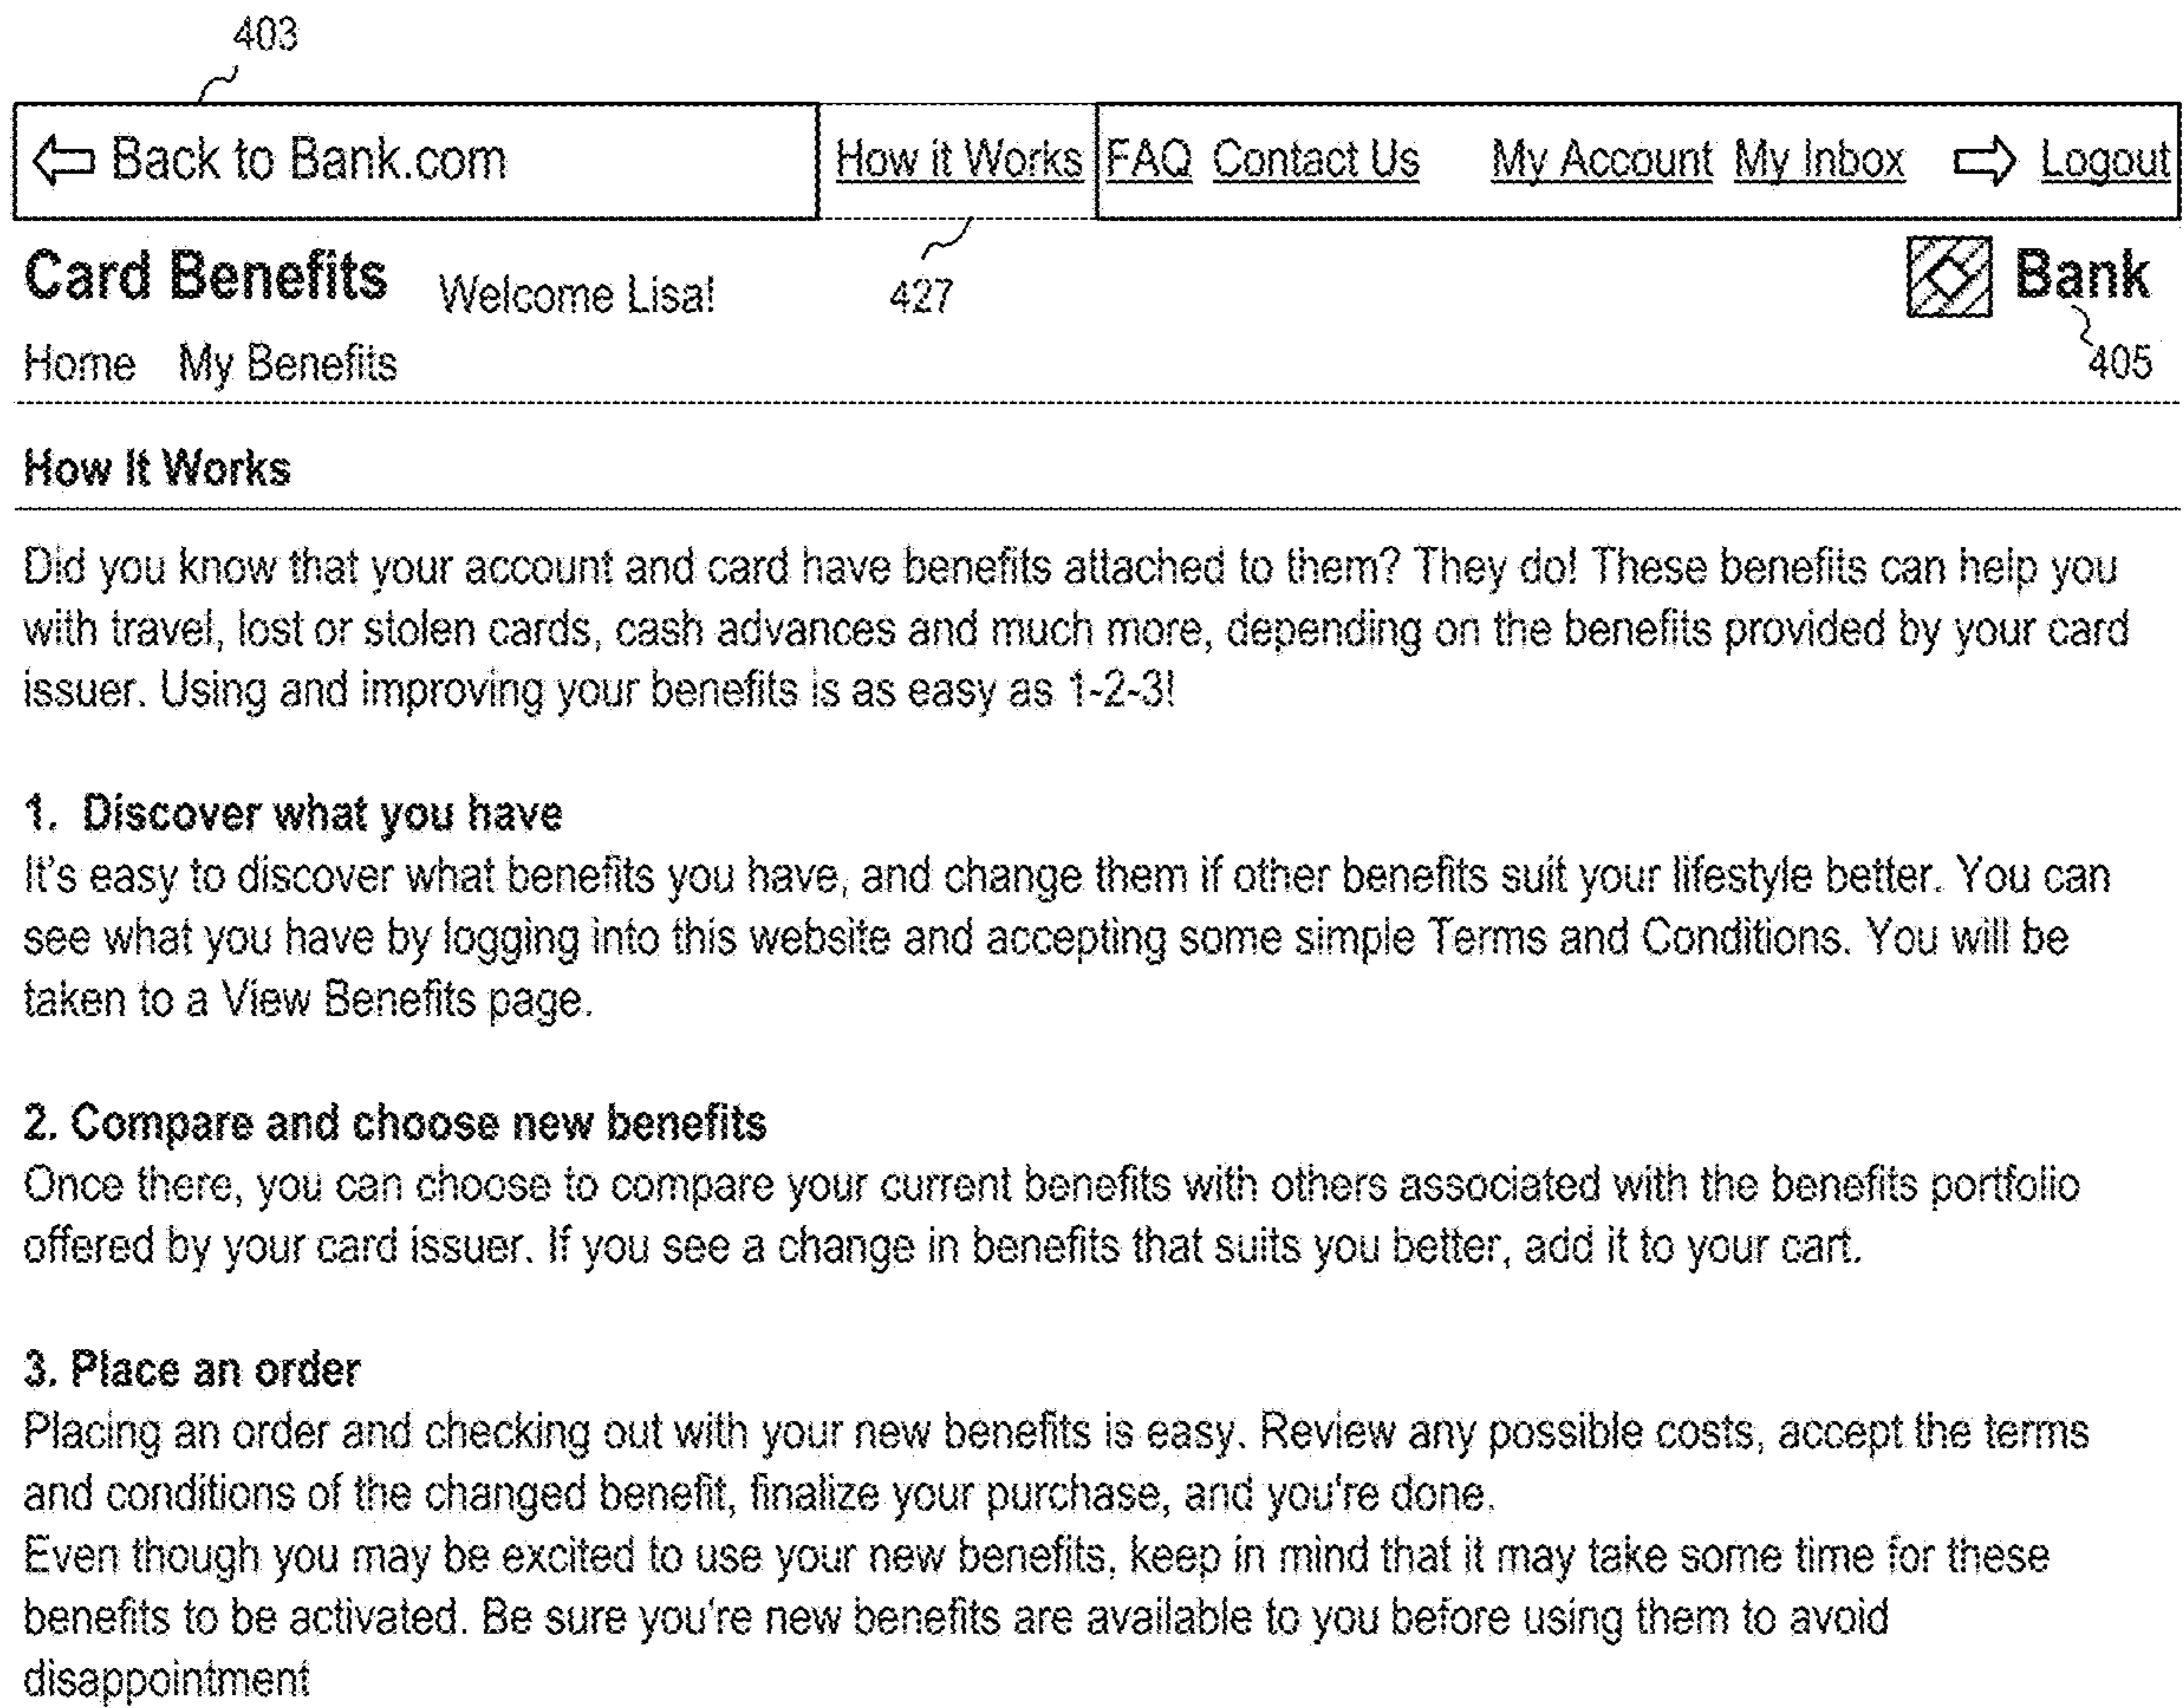 403
Back to Bank.com How it Works FAQ Contact Us My Account My Inbox Logout
Card Benefits Welcome Lisa! 427 Bank
Home My Benefits 405
How It Works
Did you know that your account and card have benefits attached to them? They do! These benefits can help you
with travel, lost or stolen cards, cash advances and much more, depending on the benefits provided by your card
issuer. Using and improving your benefits is as easy as 1-2-3!
1. Discover what you have
It's easy to discover what benefits you have, and change them if other benefits suit your lifestyle better. You can
see what you have by logging into this website and accepting some simple Terms and Conditions. You will be
taken to a View Benefits page.
2. Compare and choose new benefits
Once there, you can choose to compare your current benefits with others associated with the benefits portfolio
offered by your card issuer. If you see a change in benefits that suits you better, add it to your cart.
3. Place an order
Placing an order and checking out with your new benefits is easy. Review any possible costs, accept the terms
and conditions of the changed benefit, finalize your purchase, and you're done.
Even though you may be excited to use your new benefits, keep in mind that it may take some time for these
benefits to be activated. Be sure you're new benefits are available to you before using them to avoid
disappointment